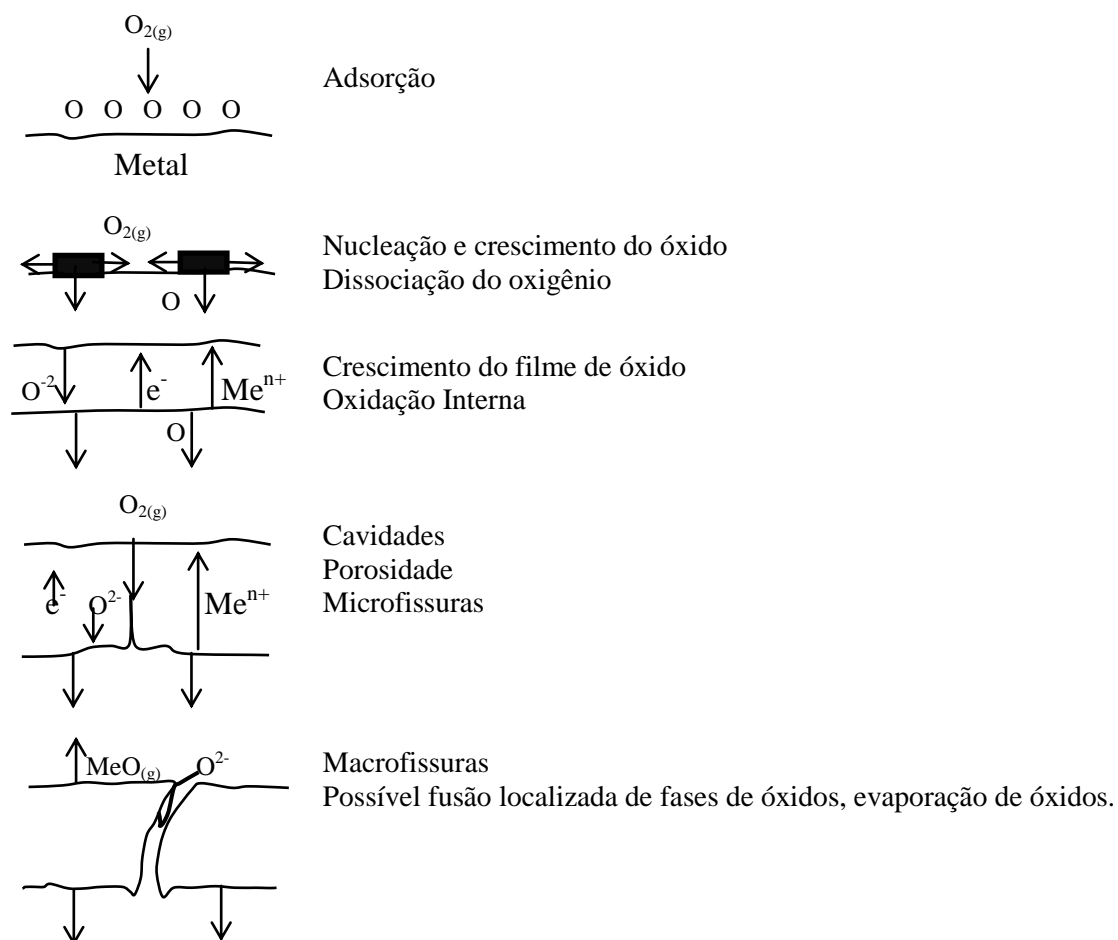 O2(g)
Adsorção
O O O O O
Metal
O2(g)
Nucleação e crescimento do óxido
Dissociação do oxigênio
O
Crescimento do filme de óxido
O-2 e- Men+
Oxidação Interna
O
O2(g)
Cavidades
Porosidade
e- O2- Men+
Microfissuras
MeO(g) O2-
Macrofissuras
Possível fusão localizada de fases de óxidos, evaporação de óxidos.